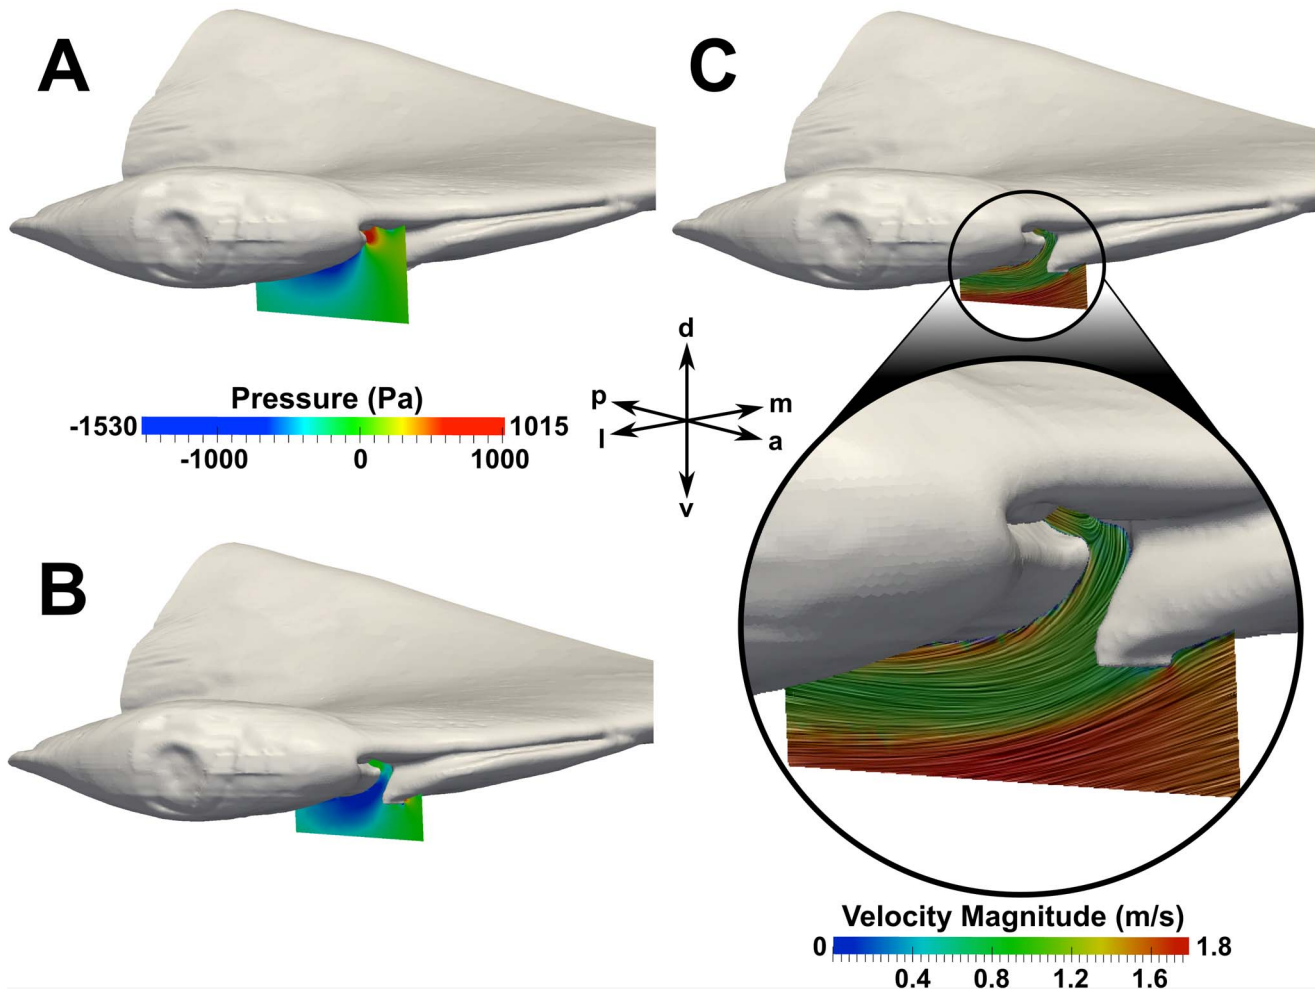 A
C
Pressure (Pa)
-1530 1015
-1000 0 1000
d
p m
l a
v
B
Velocity Magnitude (m/s)
0 1.8
0.4 0.8 1.2 1.6